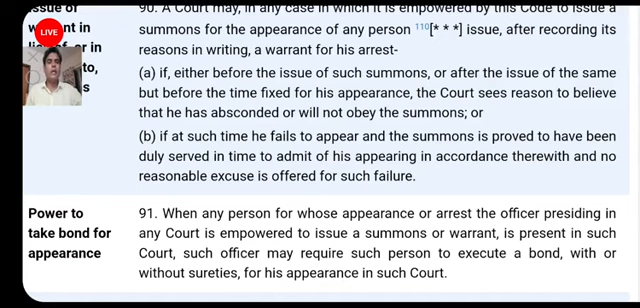 ssue of
w nt in
or in
to,
s
LIVE
90. A Court may, in any case in which it is empowered by this Code to issue a
summons for the appearance of any person 110[* * *] issue, after recording its
reasons in writing, a warrant for his arrest-
(a) if, either before the issue of such summons, or after the issue of the same
but before the time fixed for his appearance, the Court sees reason to believe
that he has absconded or will not obey the summons; or
(b) if at such time he fails to appear and the summons is proved to have been
duly served in time to admit of his appearing in accordance therewith and no
reasonable excuse is offered for such failure.
Power to
take bond for
appearance
91. When any person for whose appearance or arrest the officer presiding in
any Court is empowered to issue a summons or warrant, is present in such
Court, such officer may require such person to execute a bond, with or
without sureties, for his appearance in such Court.